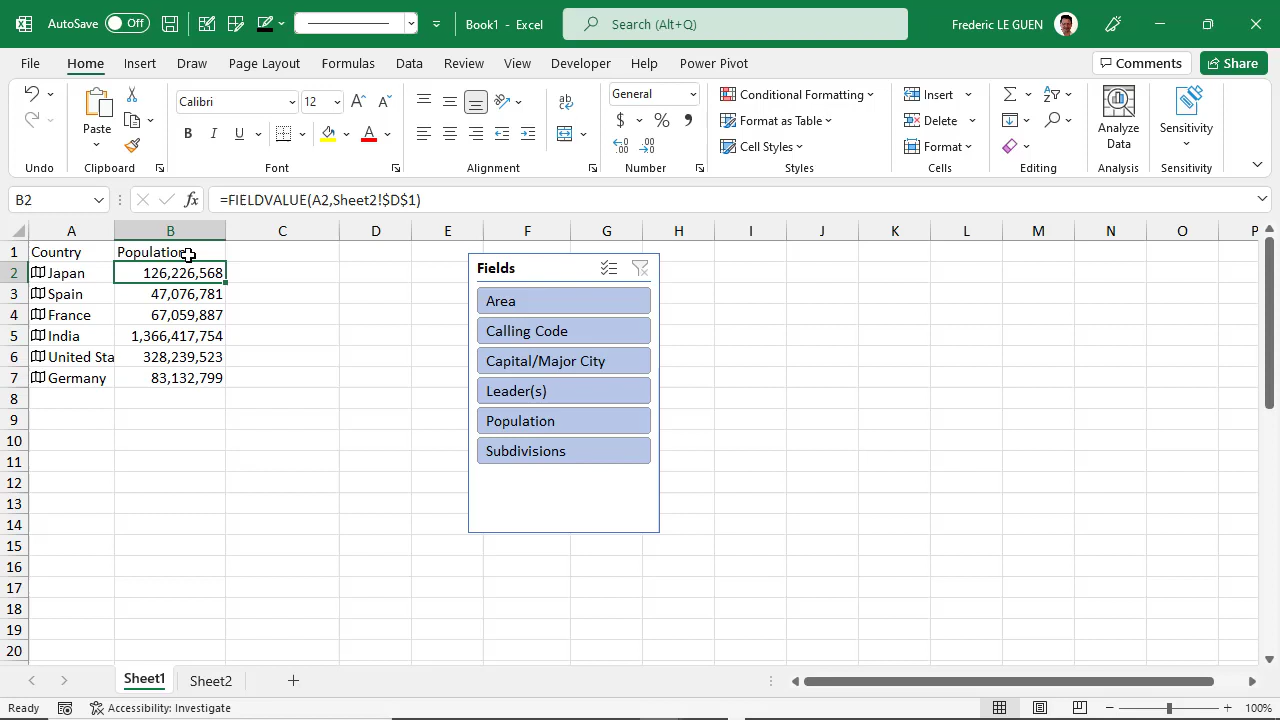 AutoSave Off Book1 - Excel Search (Alt+Q) Frederic LE GUEN
File Home Insert Draw Page Layout Formulas Data Review View Developer Help Power Pivot Comments Share
Paste Calibri 12 General Conditional Formatting Insert Analyze Data Sensitivity
Format as Table Delete
Cell Styles Format
Undo Clipboard Font Alignment Number Styles Cells Editing Analysis Sensitivity
B2 fx =FIELDVALUE(A2,Sheet2!$D$1)
A B C D E F G H I J K L M N O P
1 Country Population
2 Japan 126,226,568
3 Spain 47,076,781
4 France 67,059,887
5 India 1,366,417,754
6 United Sta 328,239,523
7 Germany 83,132,799
8
9
10
11
12
13
14
15
16
17
18
19
20
Fields
Area
Calling Code
Capital/Major City
Leader(s)
Population
Subdivisions
Sheet1 Sheet2
Ready Accessibility: Investigate 100%